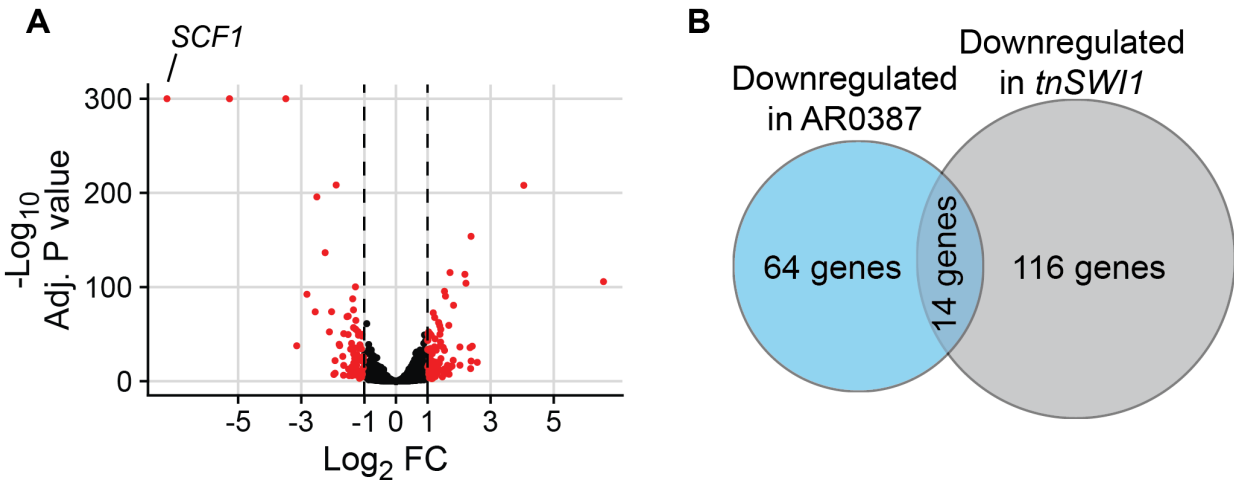 A
SCF1
300
200
100
0
-Log10
Adj. P value
-5 -3 -1 0 1 3 5
Log2 FC
B
Downregulated
in AR0387
Downregulated
in tnSWI1
64 genes
14 genes
116 genes